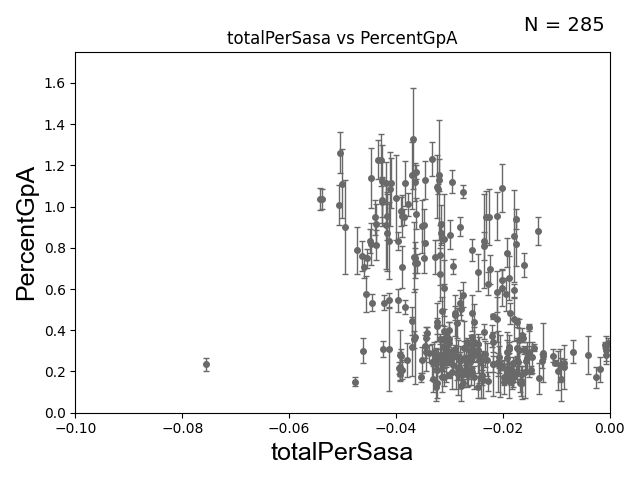 N = 285
totalPerSasa vs PercentGpA
PercentGpA
1.6
1.4
1.2
1.0
0.8
0.6
0.4
0.2
0.0
−0.10 −0.08 −0.06 −0.04 −0.02 0.00
totalPerSasa